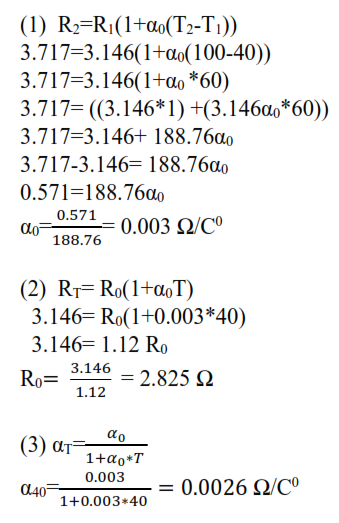 (1) R₂=R₁(1+α₀(T₂-T₁))
3.717=3.146(1+α₀(100-40))
3.717=3.146(1+α₀ *60)
3.717= ((3.146*1) +(3.146α₀*60))
3.717=3.146+ 188.76α₀
3.717-3.146= 188.76α₀
0.571=188.76α₀
α₀= 0.571/188.76 = 0.003 Ω/C⁰
(2) R_T= R₀(1+α₀T)
3.146= R₀(1+0.003*40)
3.146= 1.12 R₀
R₀= 3.146/1.12 = 2.825 Ω
(3) α_T= α₀/1+α₀*T
α₄₀= 0.003/1+0.003*40 = 0.0026 Ω/C⁰